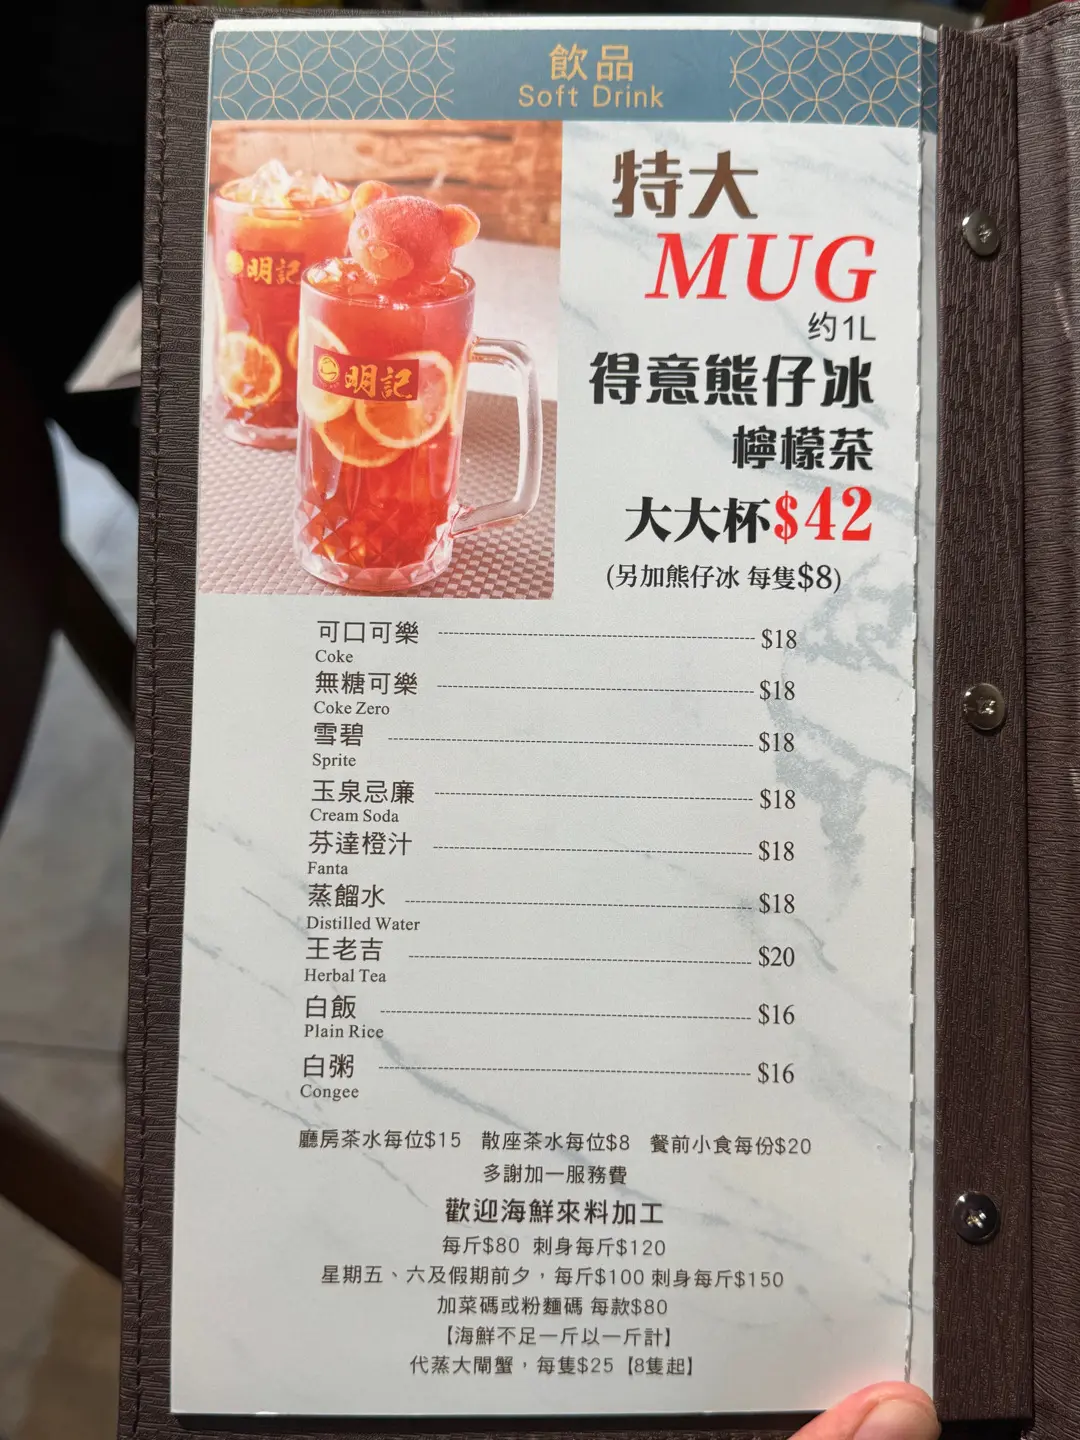 飲品
Soft Drink
明記
明記
特大
MUG
约1L
得意熊仔冰
檸檬茶
大大杯$42
(另加熊仔冰 每隻$8)
可口可樂 $18
Coke
無糖可樂 $18
Coke Zero
雪碧 $18
Sprite
玉泉忌廉 $18
Cream Soda
芬達橙汁 $18
Fanta
蒸餾水 $18
Distilled Water
王老吉 $20
Herbal Tea
白飯 $16
Plain Rice
白粥 $16
Congee
廳房茶水每位$15 散座茶水每位$8 餐前小食每份$20
多謝加一服務費
歡迎海鮮來料加工
每斤$80 刺身每斤$120
星期五、六及假期前夕，每斤$100 刺身每斤$150
加菜碼或粉麵碼 每款$80
【海鮮不足一斤以一斤計】
代蒸大閘蟹，每隻$25【8隻起】